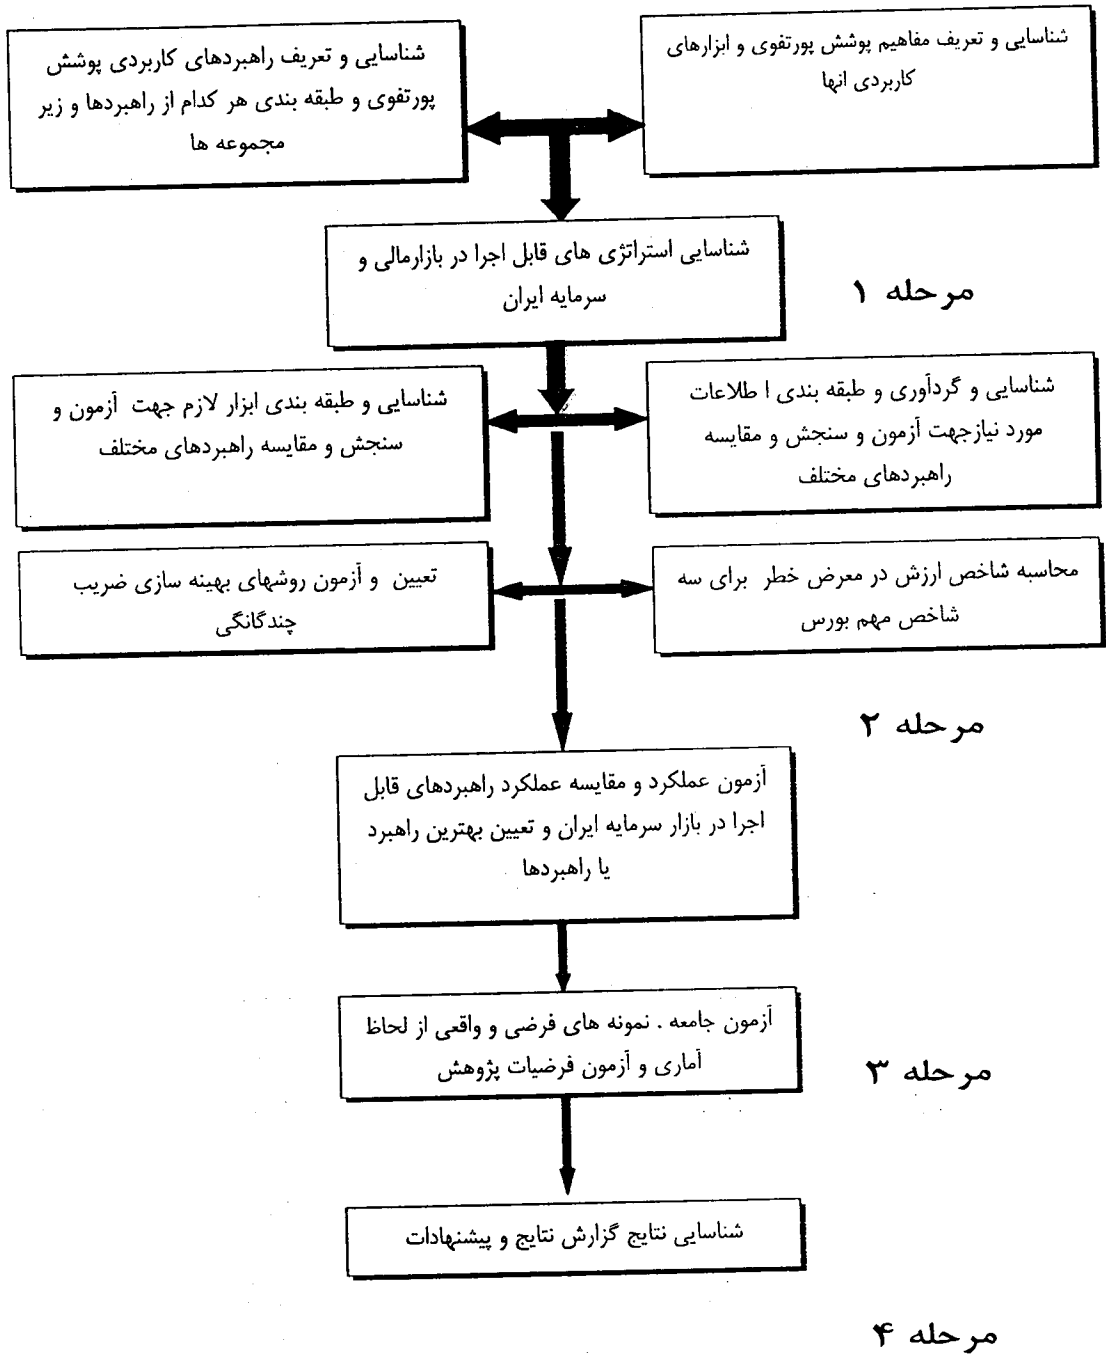 شناسایی و تعریف مفاهیم پوشش پورتفوی و ابزارهای
کاربردی انها
شناسایی و تعریف راهبردهای کاربردی پوشش
پورتفوی و طبقه بندی هر کدام از راهبردها و زیر
مجموعه ها
شناسایی استراتژی های قابل اجرا در بازارمالی و
سرمایه ایران
مرحله ۱
شناسایی و گردآوری و طبقه بندی ا طلاعات
مورد نیازجهت آزمون و سنجش و مقایسه
راهبردهای مختلف
شناسایی و طبقه بندی ابزار لازم جهت آزمون و
سنجش و مقایسه راهبردهای مختلف
محاسبه شاخص ارزش در معرض خطر برای سه
شاخص مهم بورس
تعیین و آزمون روشهای بهینه سازی ضریب
چندگانگی
مرحله ۲
آزمون عملکرد و مقایسه عملکرد راهبردهای قابل
اجرا در بازار سرمایه ایران و تعیین بهترین راهبرد
یا راهبردها
آزمون جامعه . نمونه های فرضی و واقعی از لحاظ
آماری و آزمون فرضیات پژوهش
مرحله ۳
شناسایی نتایج گزارش نتایج و پیشنهادات
مرحله ۴